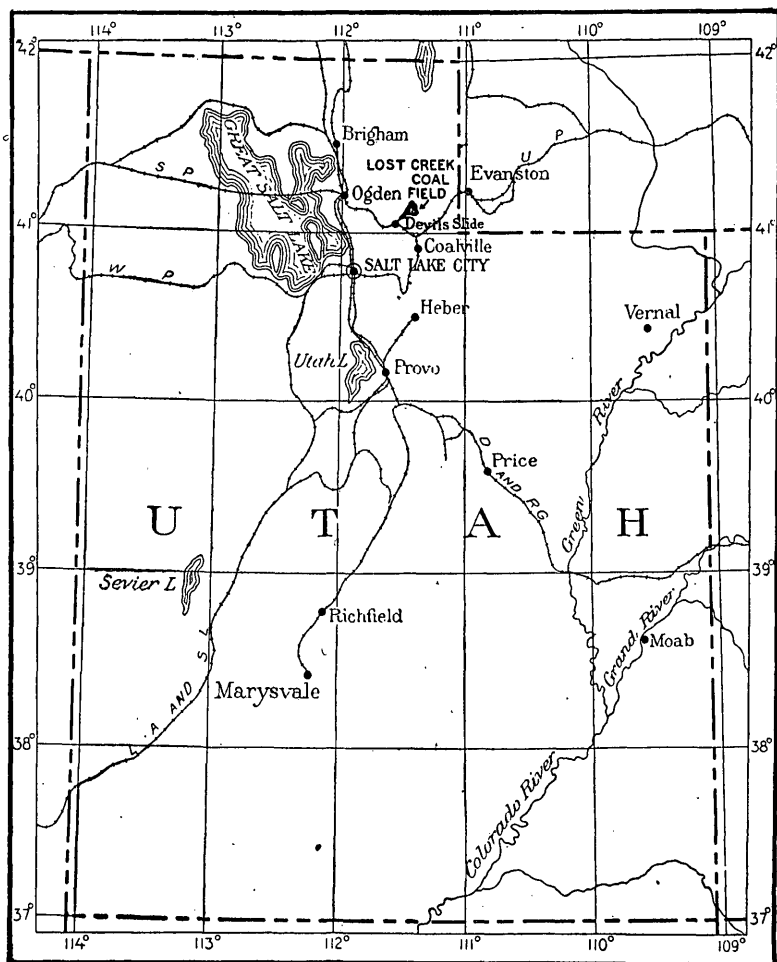 114°
113°
112°
111°
110°
109°
42°
42°
Brigham
GREAT SALT LAKE
LOST CREEK
COAL
FIELD
U P
S P
Ogden
Evanston
41°
Devils Slide
41°
Coalville
W P
SALT LAKE CITY
Heber
Vernal
Utah L
Provo
River
40°
40°
D AND RG
Price
U T A H
Green
39°
39°
Sevier L
Grand River
Richfield
Moab
L A AND S L
Marysvale
38°
38°
Colorado River
37°
37°
114°
113°
112°
111°
110°
109°